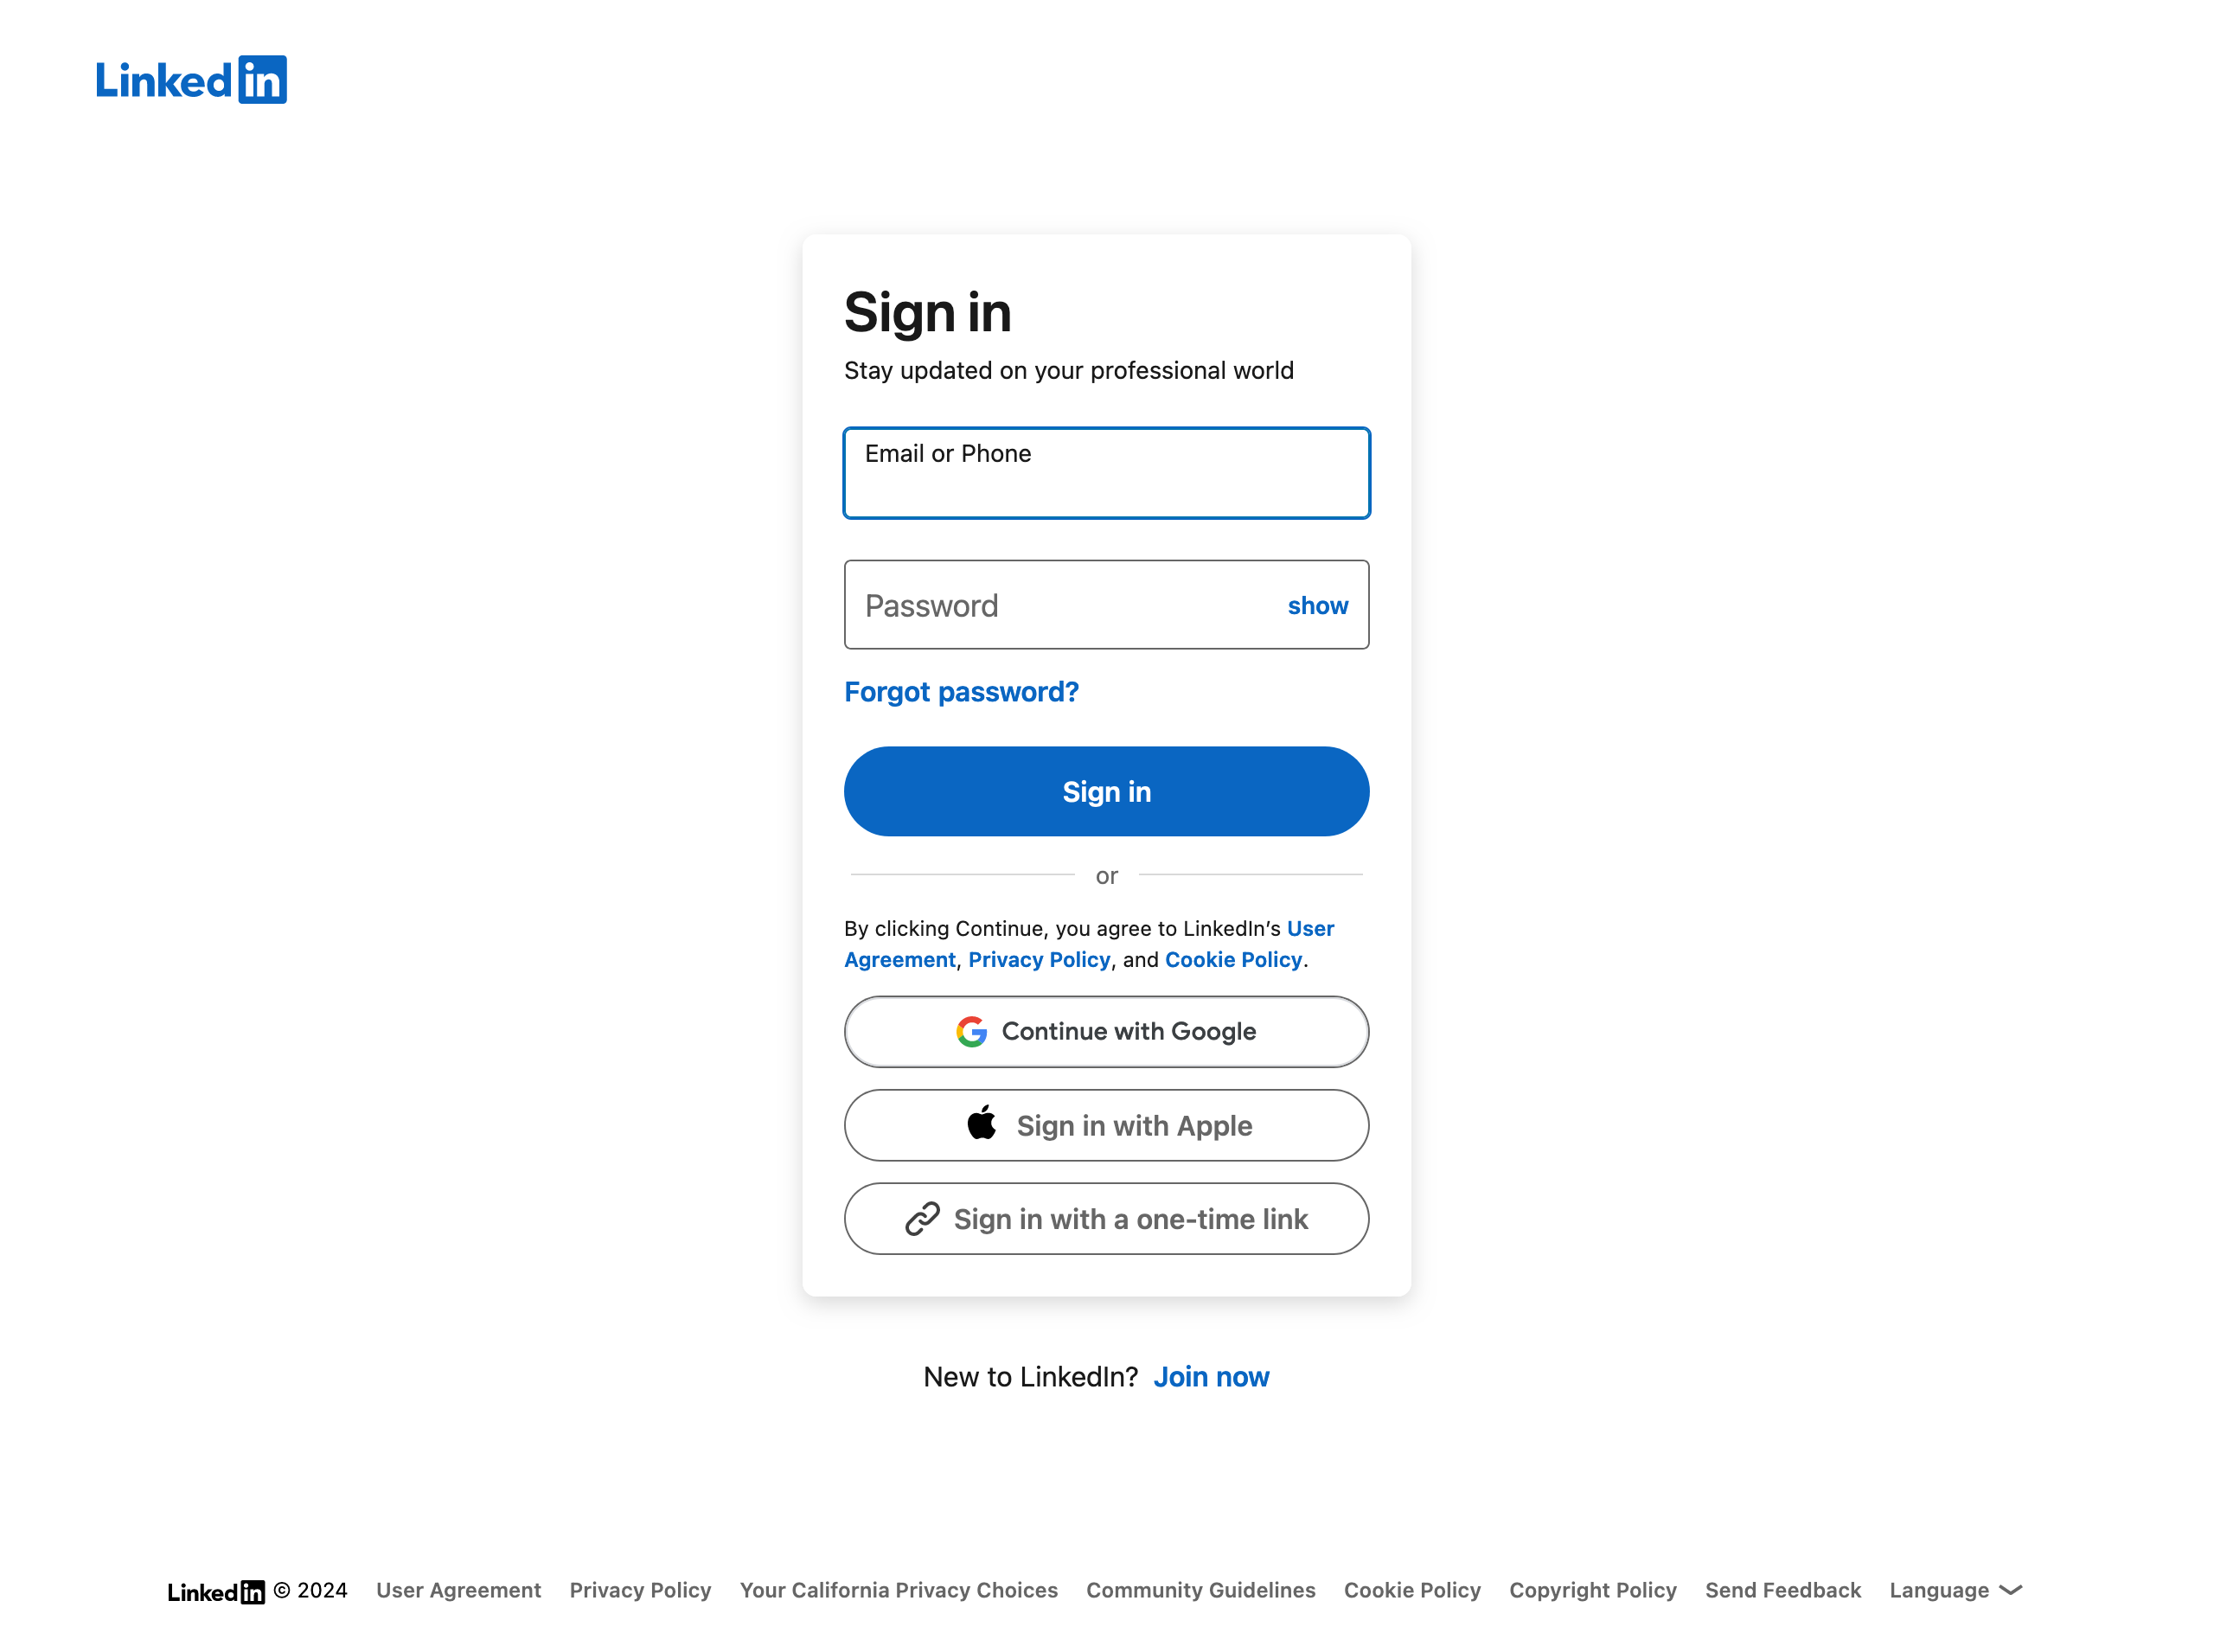 Linkedin
Sign in
Stay updated on your professional world
Email or Phone
Password show
Forgot password?
Sign in
or
By clicking Continue, you agree to LinkedIn’s User
Agreement, Privacy Policy, and Cookie Policy.
Continue with Google
Sign in with Apple
Sign in with a one-time link
New to LinkedIn? Join now
Linkedin © 2024 User Agreement Privacy Policy Your California Privacy Choices Community Guidelines Cookie Policy Copyright Policy Send Feedback Language